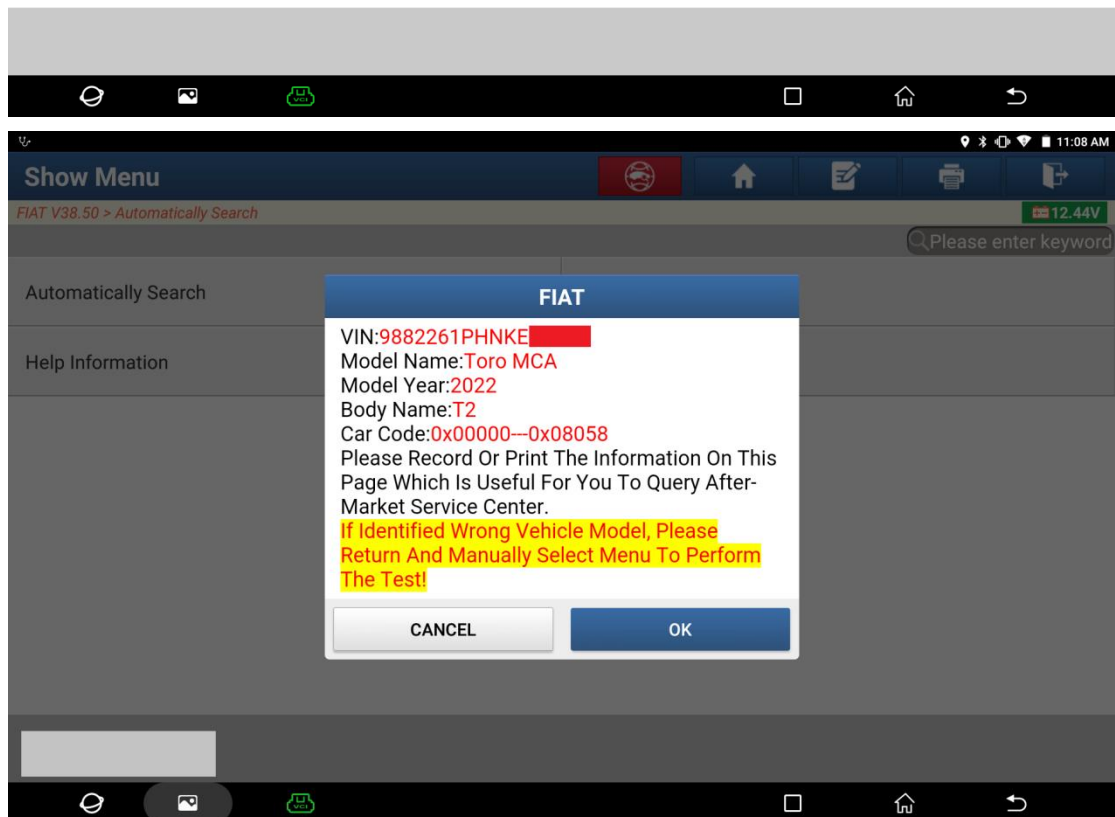 VCI
11:08 AM
Show Menu
FIAT V38.50 > Automatically Search
12.44V
Please enter keyword
Automatically Search
Help Information
FIAT
VIN:9882261PHNKE
Model Name:Toro MCA
Model Year:2022
Body Name:T2
Car Code:0x00000---0x08058
Please Record Or Print The Information On This
Page Which Is Useful For You To Query After-
Market Service Center.
If Identified Wrong Vehicle Model, Please
Return And Manually Select Menu To Perform
The Test!
CANCEL
OK
VCI